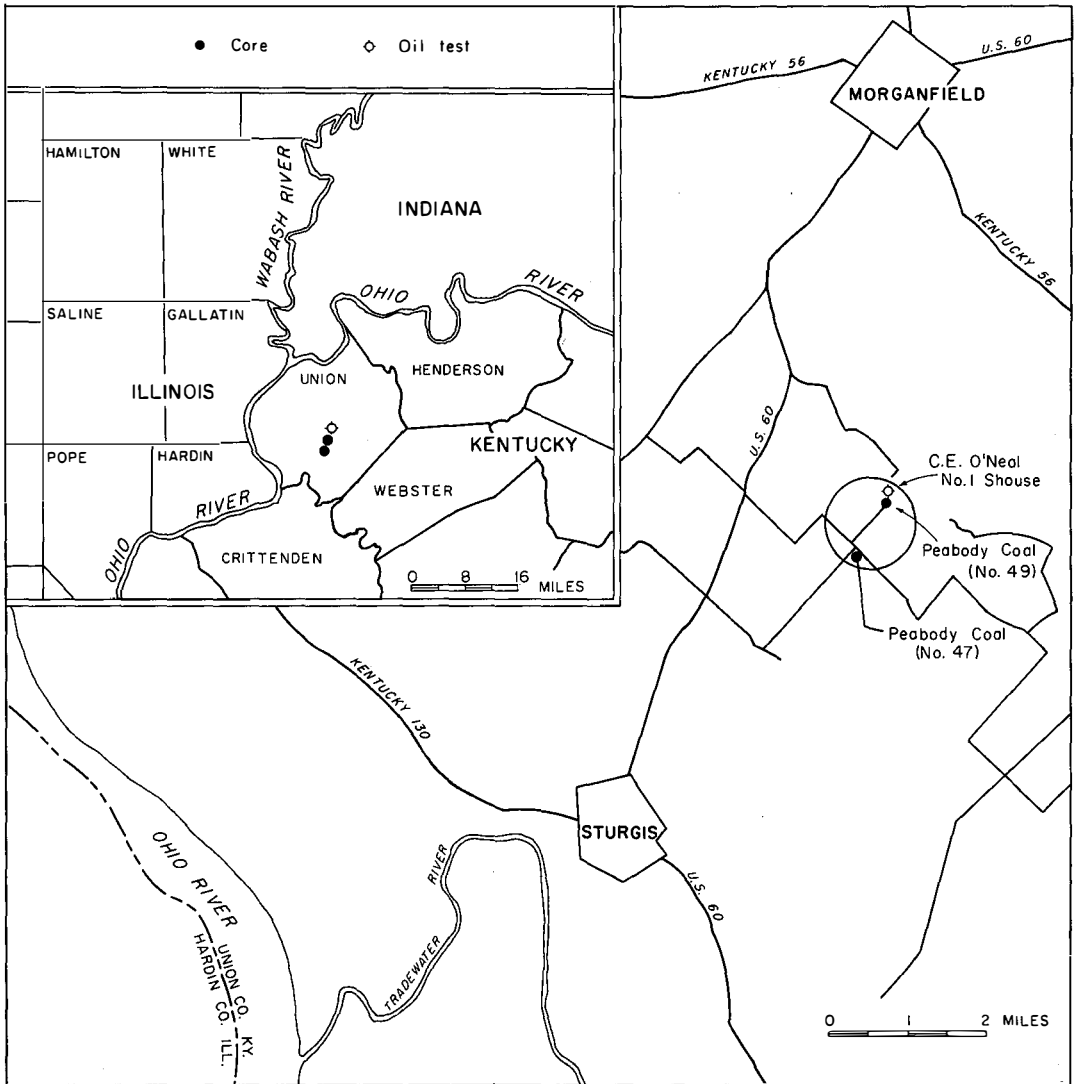 Core
Oil test
HAMILTON
WHITE
WABASH RIVER
INDIANA
OHIO
RIVER
SALINE
GALLATIN
ILLINOIS
UNION
HENDERSON
KENTUCKY
POPE
HARDIN
WEBSTER
OHIO
RIVER
CRITTENDEN
0 8 16
MILES
KENTUCKY 56
U.S. 60
MORGANFIELD
KENTUCKY 56
U.S. 60
C.E. O'Neal
No.1 Shouse
Peabody Coal
(No. 49)
Peabody Coal
(No. 47)
KENTUCKY 130
STURGIS
U.S. 60
OHIO RIVER
UNION CO. KY.
HARDIN CO. ILL.
TRADEWATER
RIVER
0 1 2 MILES